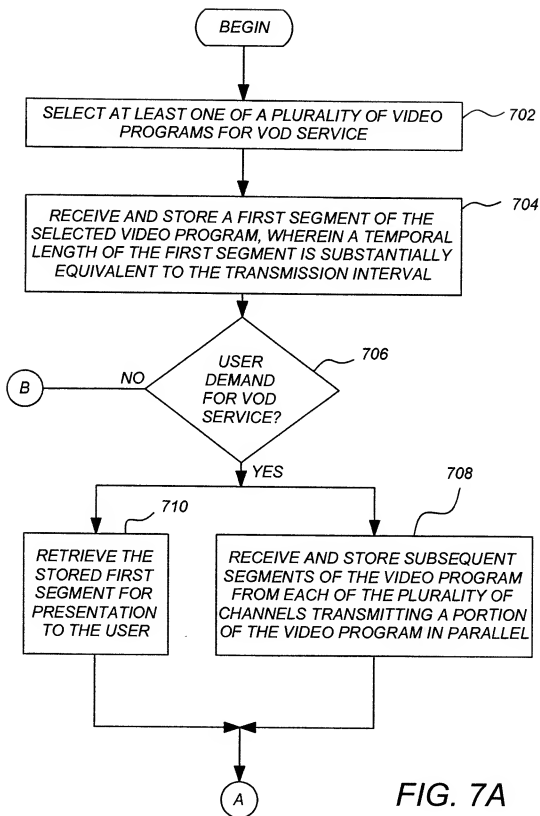 BEGIN
SELECT AT LEAST ONE OF A PLURALITY OF VIDEO
PROGRAMS FOR VOD SERVICE
702
RECEIVE AND STORE A FIRST SEGMENT OF THE
SELECTED VIDEO PROGRAM, WHEREIN A TEMPORAL
LENGTH OF THE FIRST SEGMENT IS SUBSTANTIALLY
EQUIVALENT TO THE TRANSMISSION INTERVAL
704
USER
DEMAND
FOR VOD
SERVICE?
706
NO
B
YES
710
RETRIEVE THE
STORED FIRST
SEGMENT FOR
PRESENTATION
TO THE USER
708
RECEIVE AND STORE SUBSEQUENT
SEGMENTS OF THE VIDEO PROGRAM
FROM EACH OF THE PLURALITY OF
CHANNELS TRANSMITTING A PORTION
OF THE VIDEO PROGRAM IN PARALLEL
A
FIG. 7A